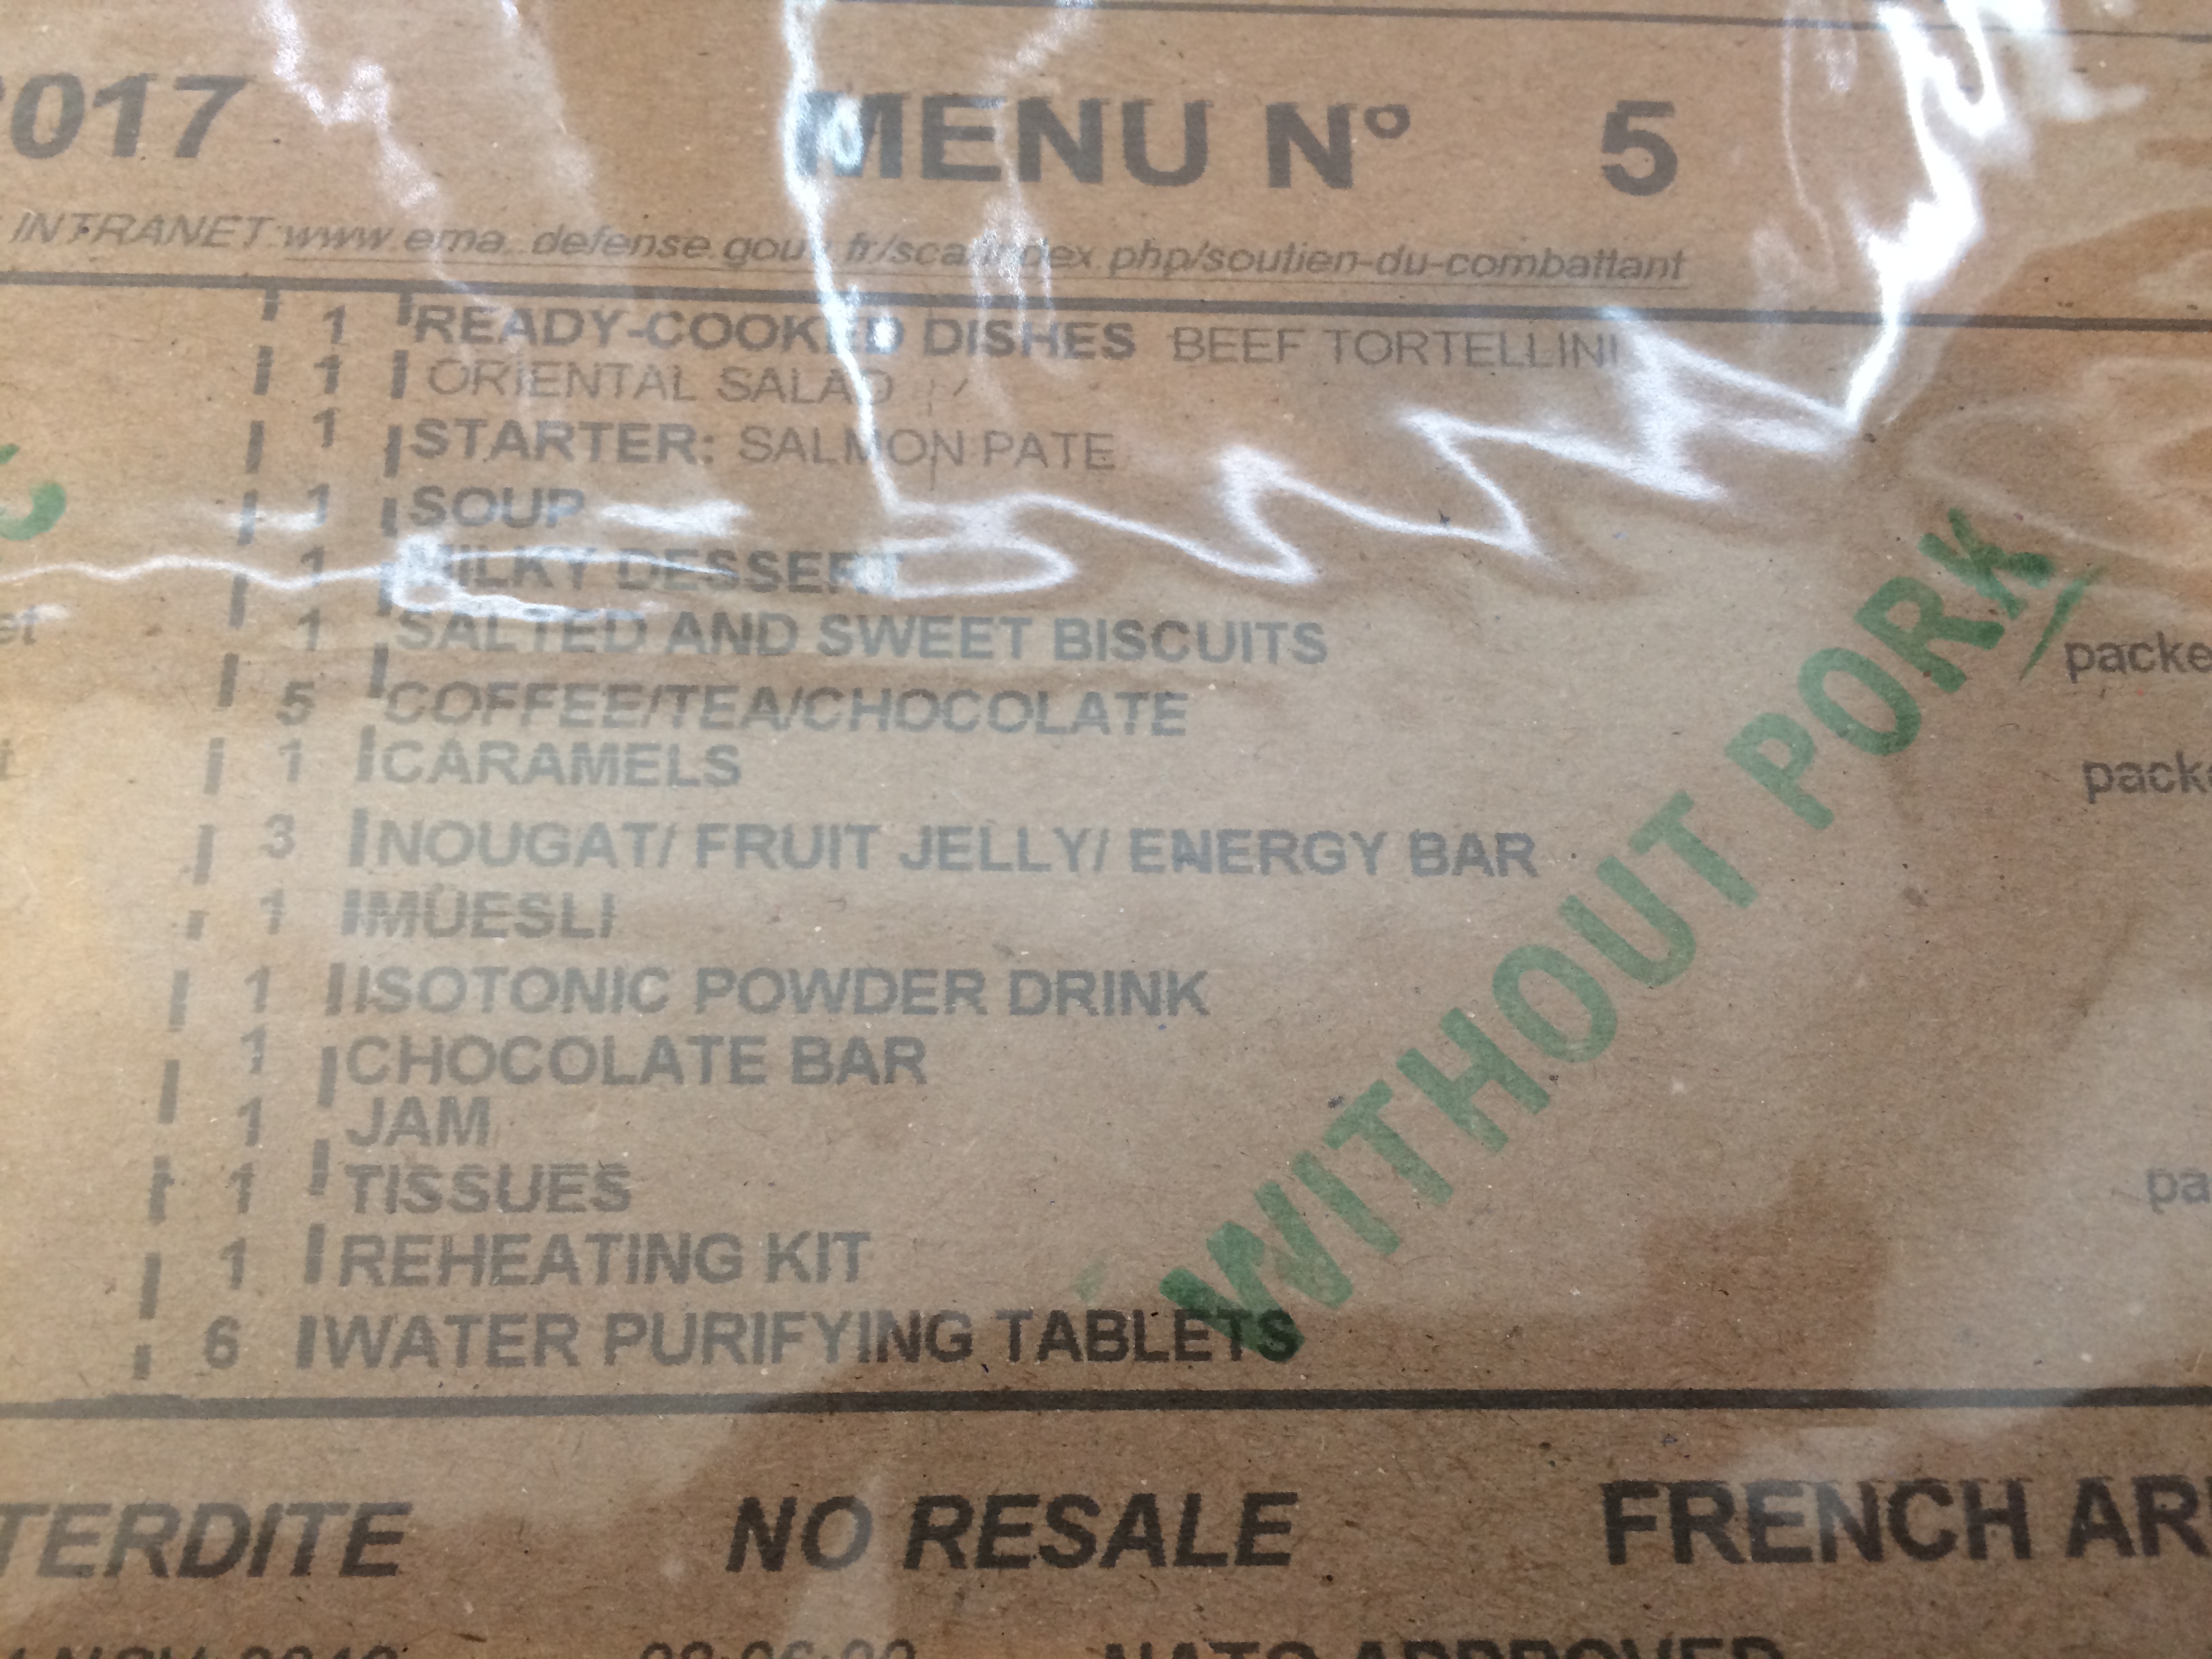 2017 MENU N° 5
INTRANET:www.ema.defense.gouv.fr/sca/index.php/soutien-du-combattant
1 READY-COOKED DISHES BEEF TORTELLINI
1 ORIENTAL SALAD
1 STARTER: SALMON PATE
1 SOUP
1 MILKY DESSERT
1 SALTED AND SWEET BISCUITS
5 COFFEE/TEA/CHOCOLATE
1 CARAMELS
3 NOUGAT/ FRUIT JELLY/ ENERGY BAR
1 MUESLI
1 ISOTONIC POWDER DRINK
1 CHOCOLATE BAR
1 JAM
1 TISSUES
1 REHEATING KIT
6 WATER PURIFYING TABLETS
WITHOUT PORK
packe
packe
pa
TERDITE NO RESALE FRENCH AR
NATO APPROVED